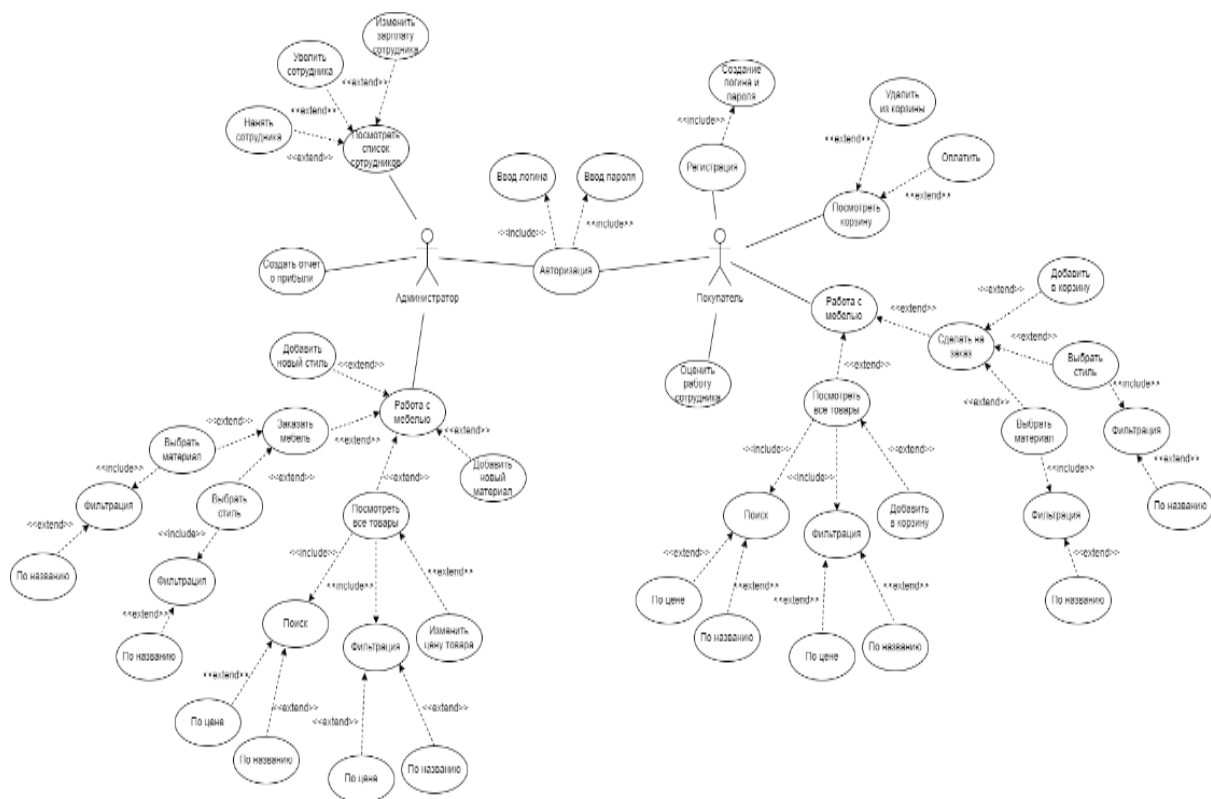 Изменить
зарплату
сотрудника
Уволить
сотрудника
<<extend>>
<<extend>>
Нанять
сотрудника
<<extend>>
Посмотреть
список
сотрудников
Создание
логина и
пароля
<<include>>
Регистрация
Удалить
из корзины
<<extend>>
Оплатить
<<extend>>
Посмотреть
корзину
Ввод логина
Ввод пароля
<<include>>
<<include>>
Авторизация
Создать отчет
о прибыли
Администратор
Покупатель
Оценить
работу
сотрудника
Работа с
мебелью
<<extend>>
Добавить
в корзину
<<extend>>
Сделать на
заказ
<<extend>>
Выбрать
стиль
<<include>>
<<extend>>
Выбрать
материал
Фильтрация
<<include>>
<<extend>>
По названию
Фильтрация
<<extend>>
По названию
<<extend>>
Посмотреть
все товары
<<include>>
<<include>>
<<extend>>
Поиск
Фильтрация
Добавить
в корзину
<<extend>>
<<extend>>
<<extend>>
<<extend>>
По цене
По названию
По цене
По названию
Добавить
новый стиль
<<extend>>
Работа с
мебелью
<<extend>>
Добавить
новый
материал
Заказать
мебель
<<extend>>
<<extend>>
Выбрать
материал
<<include>>
Фильтрация
<<extend>>
По названию
<<extend>>
Выбрать
стиль
<<include>>
Фильтрация
<<extend>>
По названию
<<extend>>
Посмотреть
все товары
<<include>>
<<include>>
<<extend>>
Поиск
Фильтрация
Изменить
цену товара
<<extend>>
<<extend>>
<<extend>>
<<extend>>
По цене
По названию
По цене
По названию